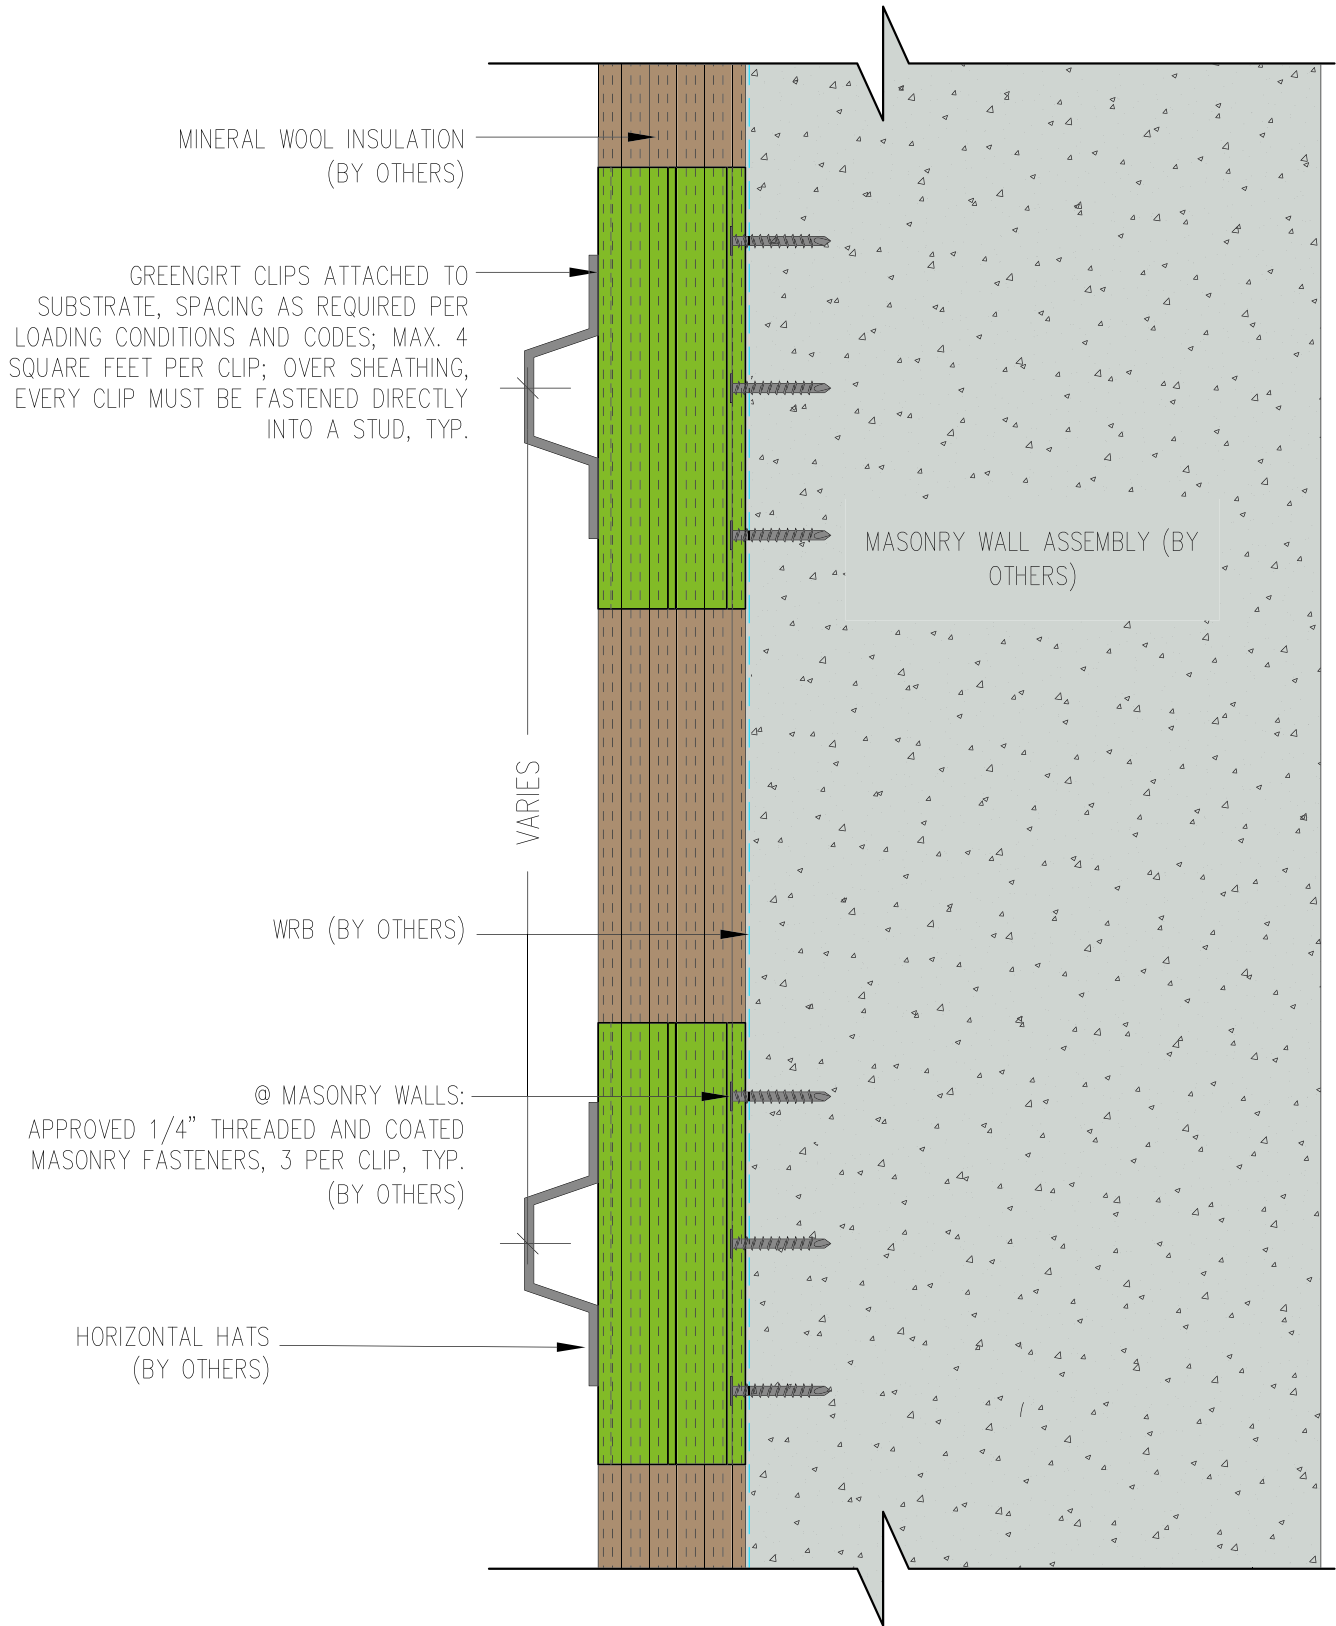 MINERAL WOOL INSULATION
(BY OTHERS)
GREENGIRT CLIPS ATTACHED TO
SUBSTRATE, SPACING AS REQUIRED PER
LOADING CONDITIONS AND CODES; MAX. 4
SQUARE FEET PER CLIP; OVER SHEATHING,
EVERY CLIP MUST BE FASTENED DIRECTLY
INTO A STUD, TYP.
MASONRY WALL ASSEMBLY (BY
OTHERS)
VARIES
WRB (BY OTHERS)
@ MASONRY WALLS:
APPROVED 1/4" THREADED AND COATED
MASONRY FASTENERS, 3 PER CLIP, TYP.
(BY OTHERS)
HORIZONTAL HATS
(BY OTHERS)